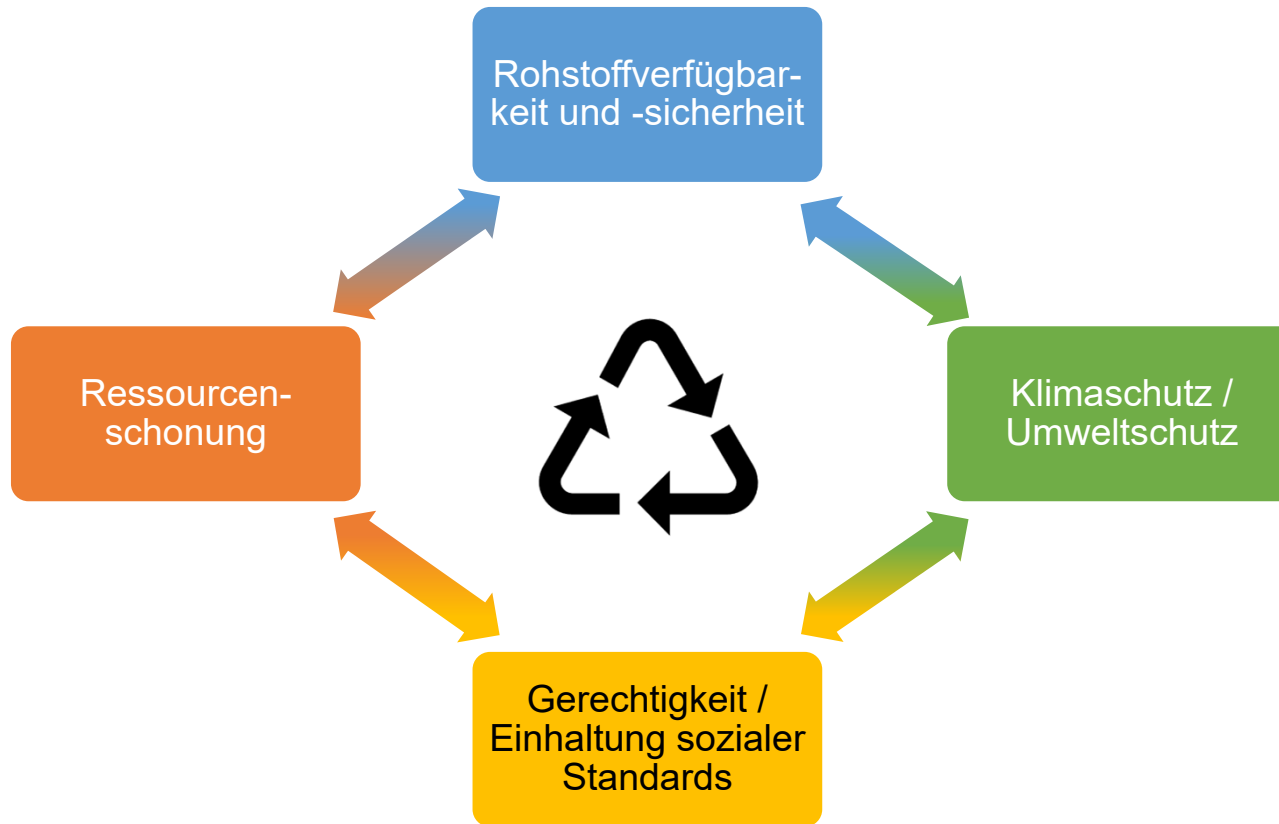 Rohstoffverfügbar-
keit und -sicherheit
Ressourcen-
schonung
Klimaschutz /
Umweltschutz
Gerechtigkeit /
Einhaltung sozialer
Standards